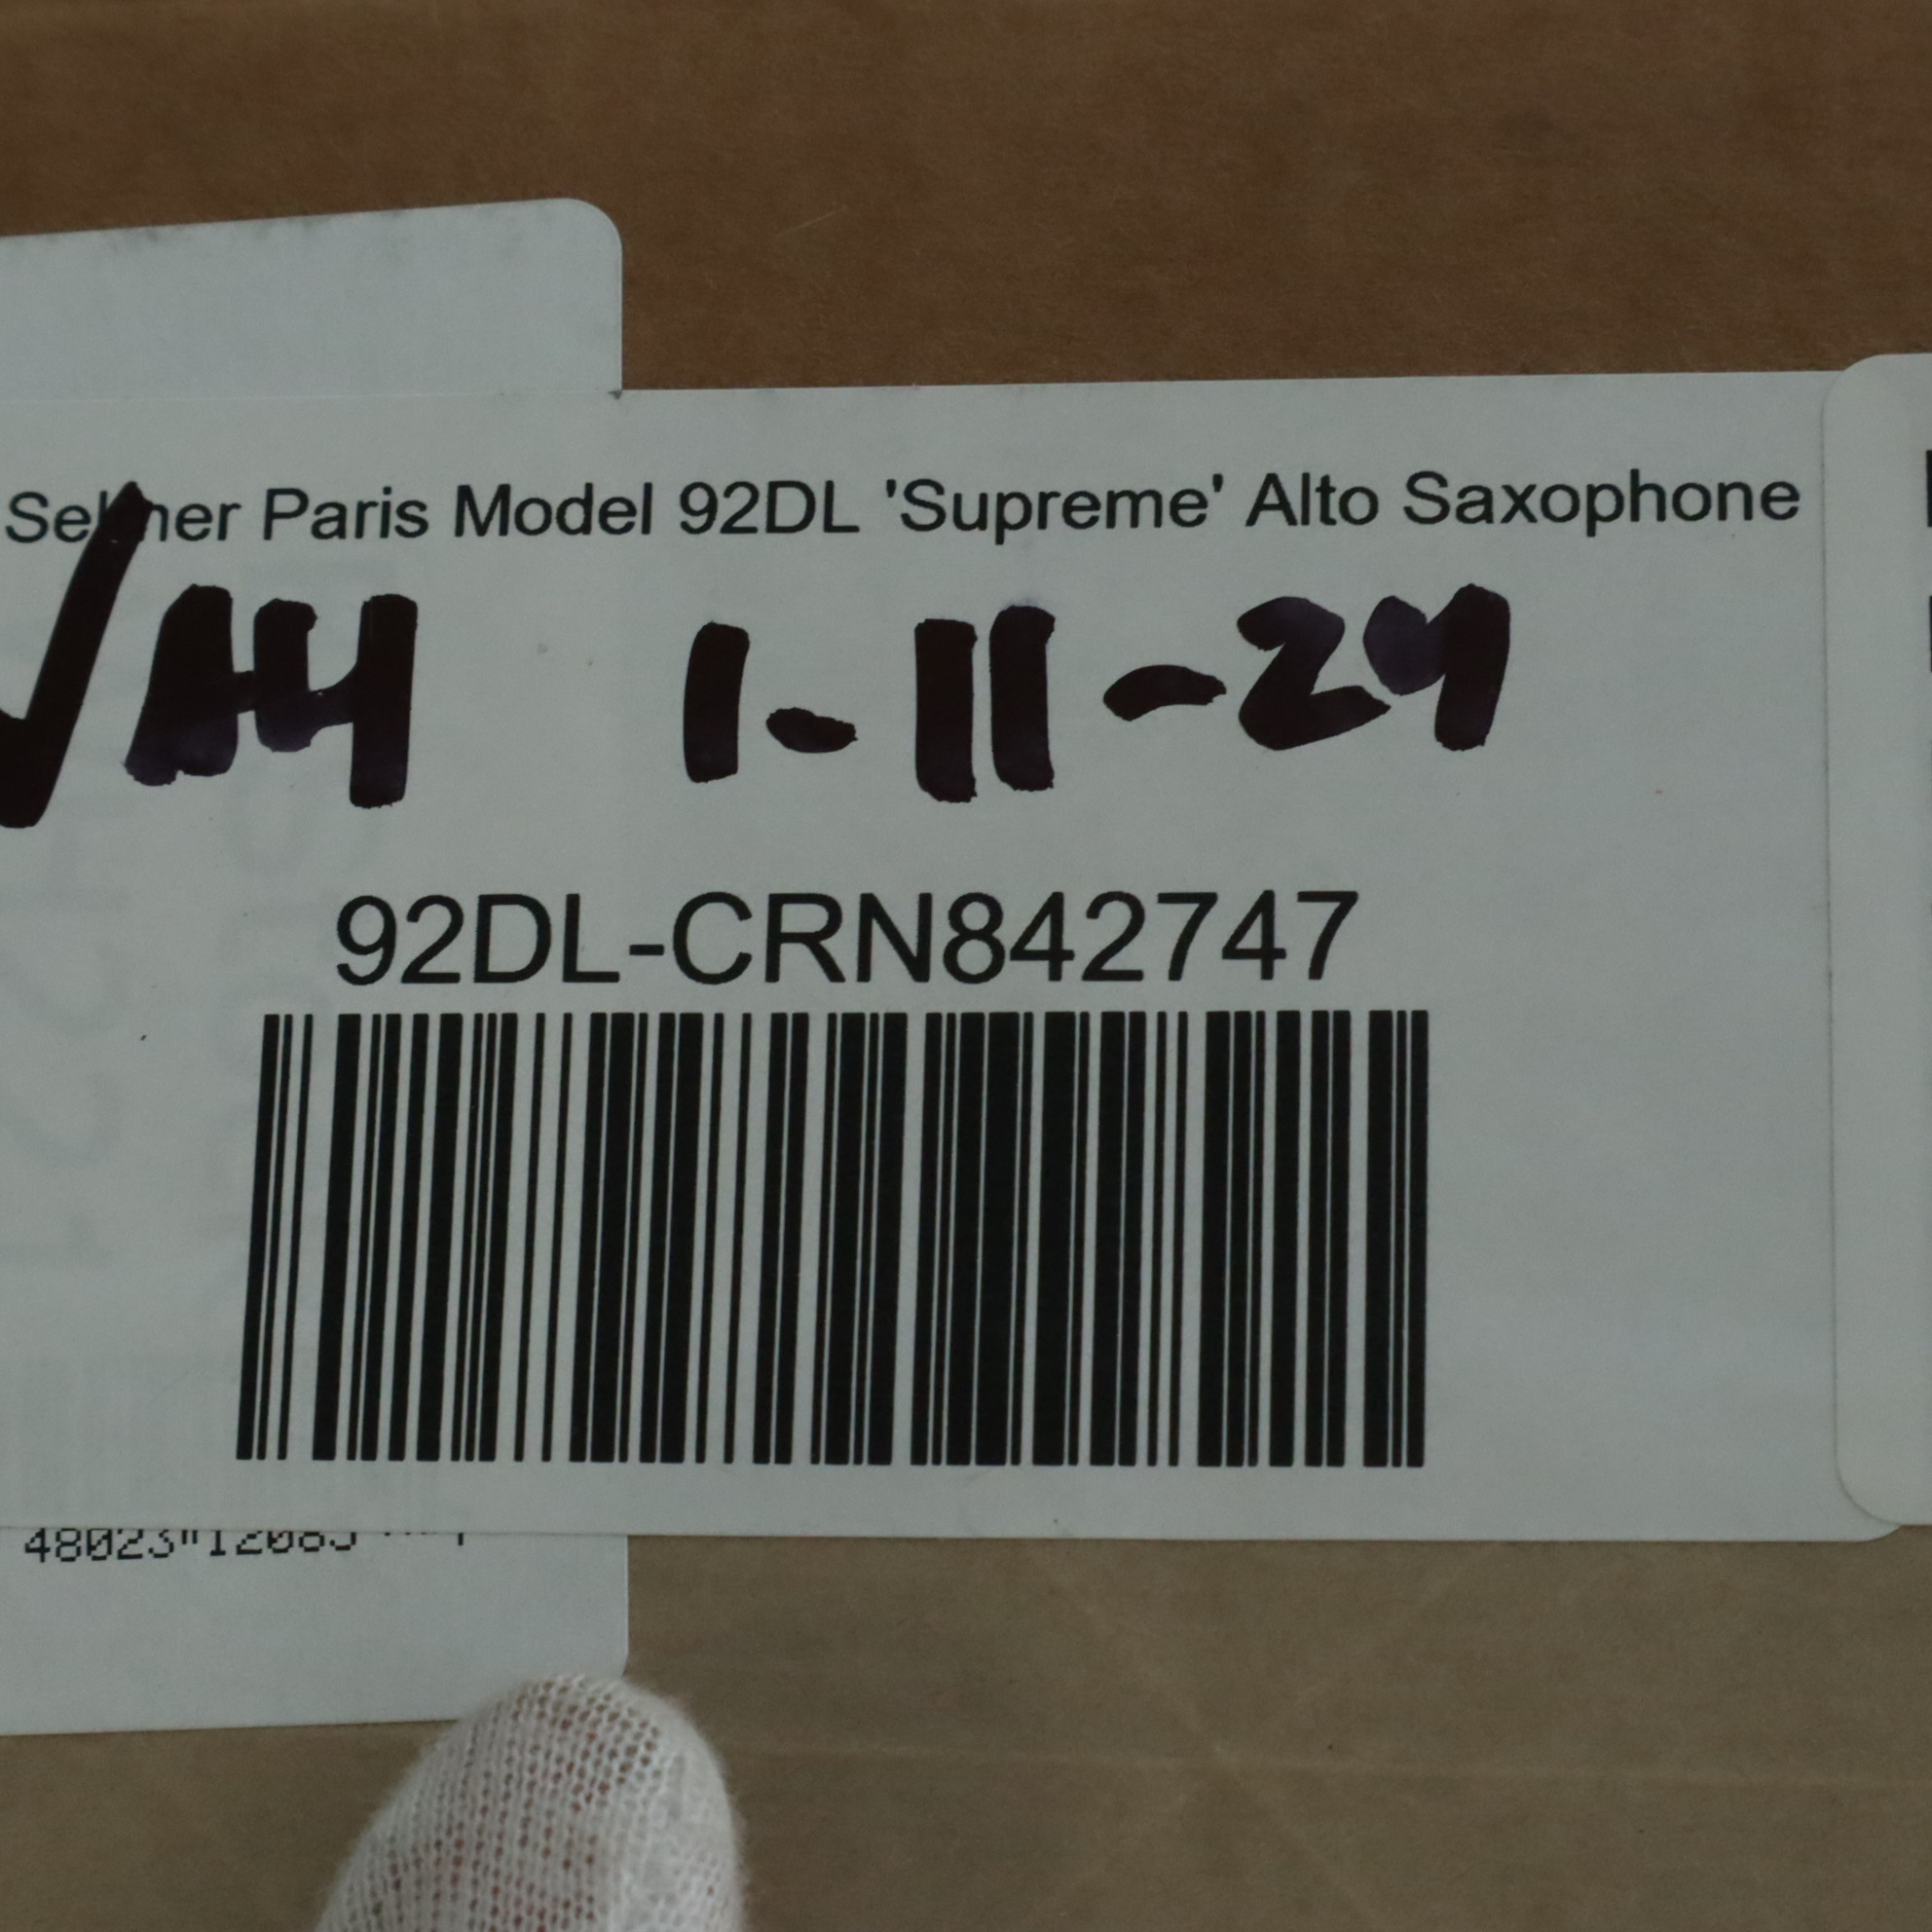 Selmer Paris Model 92DL 'Supreme' Alto Saxophone
1-11-24
92DL-CRN842747